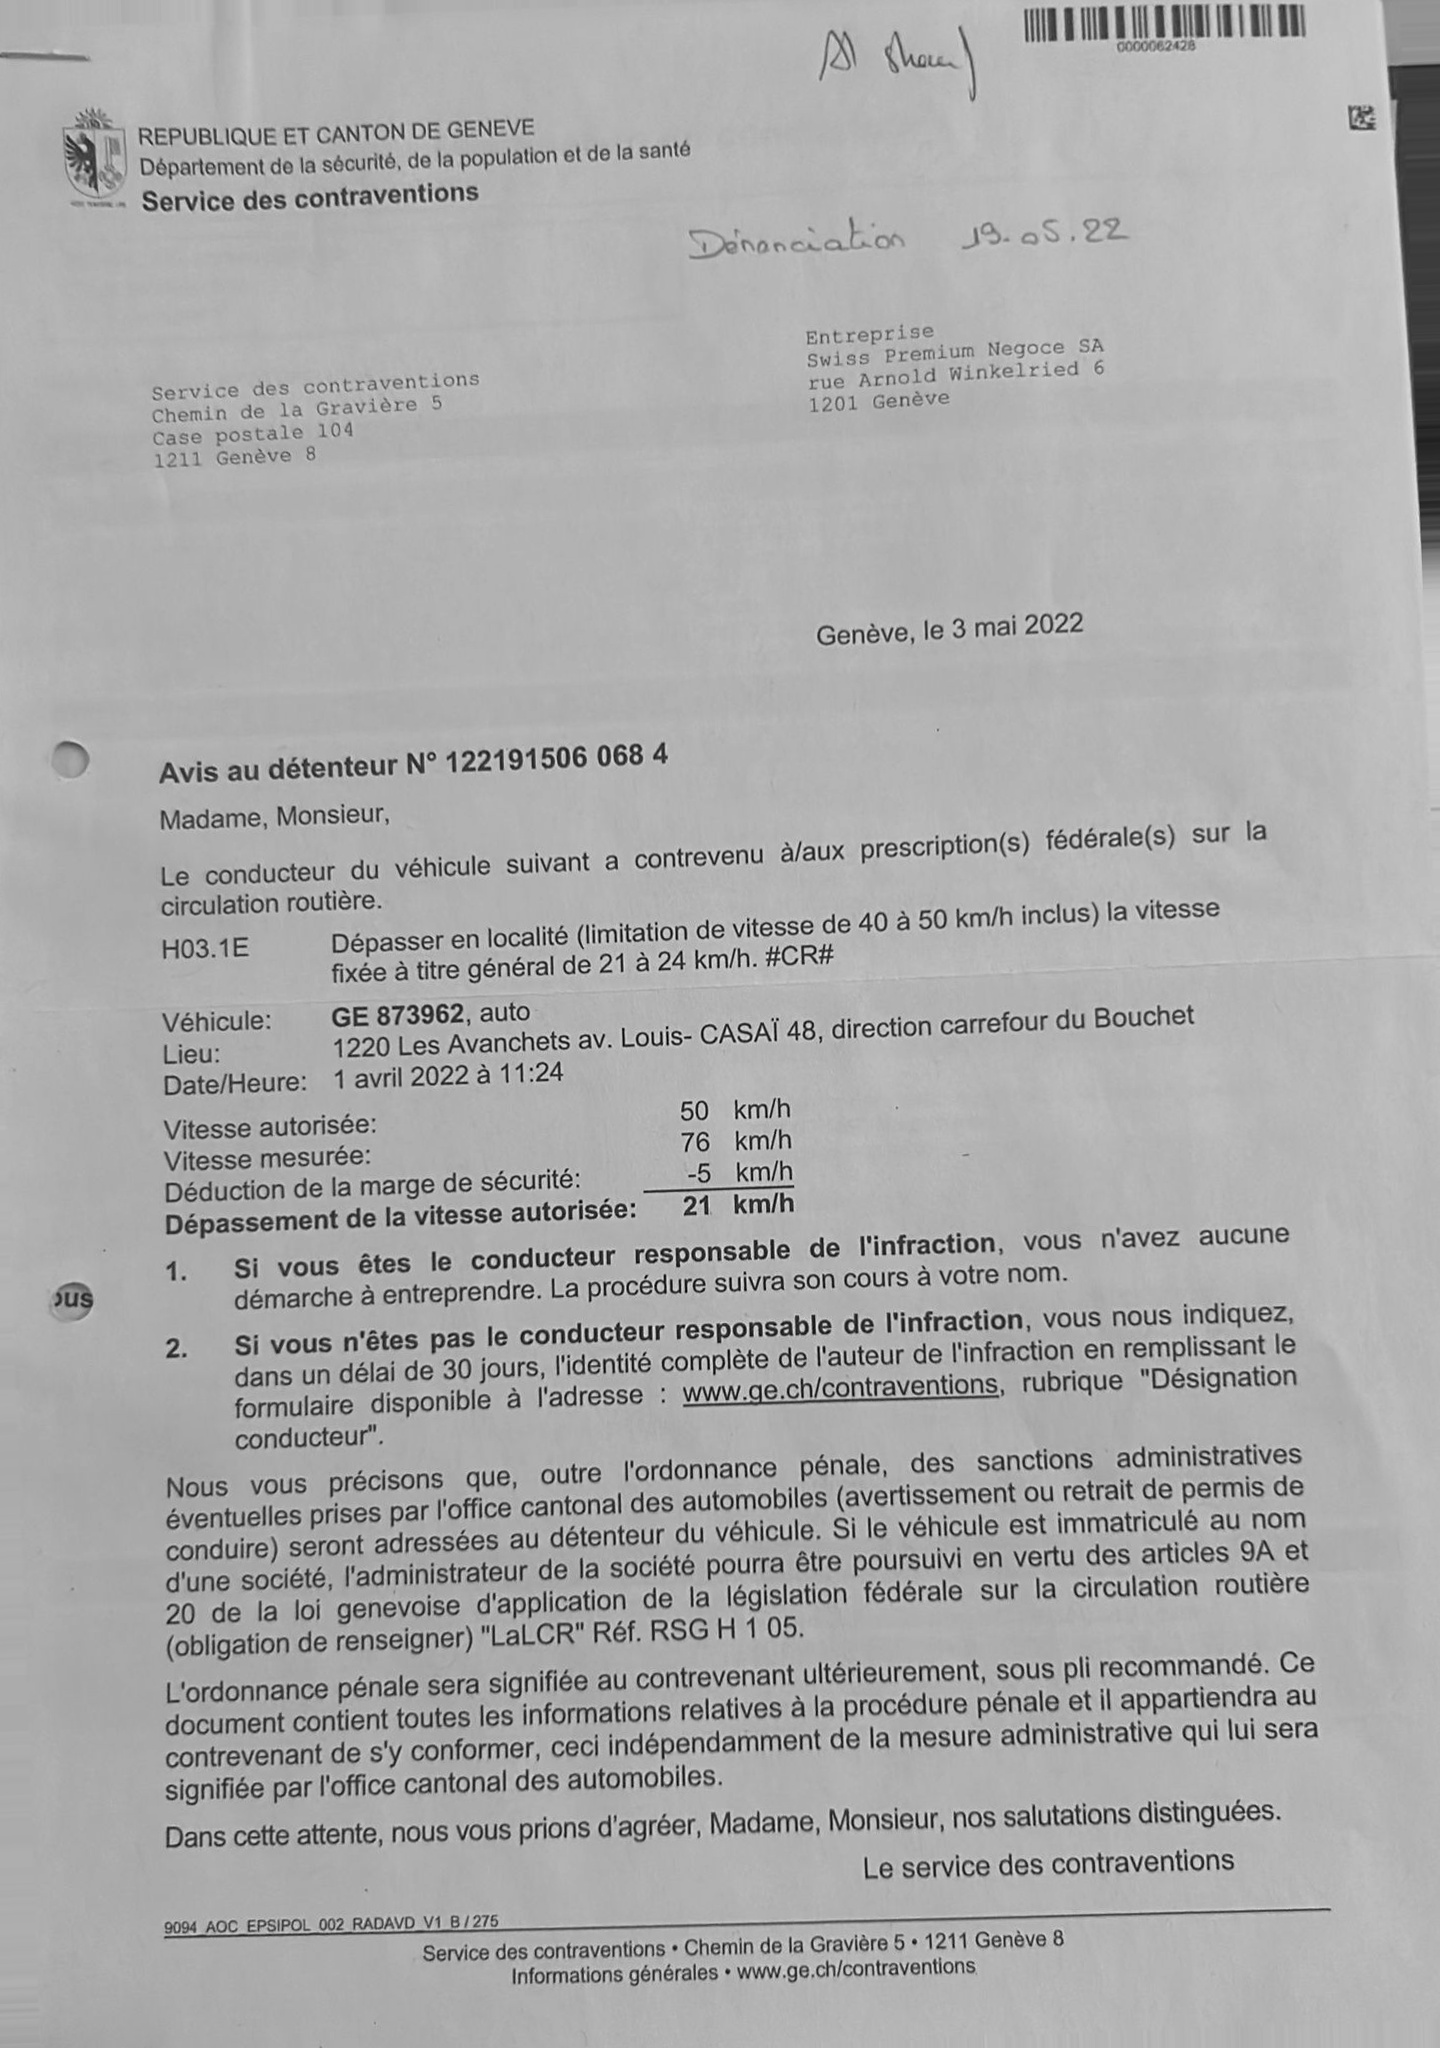 Al
0000062428
REPUBLIQUE ET CANTON DE GENEVE
Département de la sécurité, de la population et de la santé
Service des contraventions
Dénonciation 19.05.22
Entreprise
Swiss Premium Negoce SA
rue Arnold Winkelried 6
1201 Genève
Service des contraventions
Chemin de la Gravière 5
Case postale 104
1211 Genève 8
Genève, le 3 mai 2022
Avis au détenteur N° 122191506 068 4
Madame, Monsieur,
Le conducteur du véhicule suivant a contrevenu à/aux prescription(s) fédérale(s) sur la
circulation routière.
H03.1E Dépasser en localité (limitation de vitesse de 40 à 50 km/h inclus) la vitesse
fixée à titre général de 21 à 24 km/h. #CR#
Véhicule: GE 873962, auto
Lieu: 1220 Les Avanchets av. Louis- CASAÏ 48, direction carrefour du Bouchet
Date/Heure: 1 avril 2022 à 11:24
Vitesse autorisée: 50 km/h
Vitesse mesurée: 76 km/h
Déduction de la marge de sécurité: -5 km/h
Dépassement de la vitesse autorisée: 21 km/h
1. Si vous êtes le conducteur responsable de l'infraction, vous n'avez aucune
démarche à entreprendre. La procédure suivra son cours à votre nom.
ous
2. Si vous n'êtes pas le conducteur responsable de l'infraction, vous nous indiquez,
dans un délai de 30 jours, l'identité complète de l'auteur de l'infraction en remplissant le
formulaire disponible à l'adresse : www.ge.ch/contraventions, rubrique "Désignation
conducteur".
Nous vous précisons que, outre l'ordonnance pénale, des sanctions administratives
éventuelles prises par l'office cantonal des automobiles (avertissement ou retrait de permis de
conduire) seront adressées au détenteur du véhicule. Si le véhicule est immatriculé au nom
d'une société, l'administrateur de la société pourra être poursuivi en vertu des articles 9A et
20 de la loi genevoise d'application de la législation fédérale sur la circulation routière
(obligation de renseigner) "LaLCR" Réf. RSG H 1 05.
L'ordonnance pénale sera signifiée au contrevenant ultérieurement, sous pli recommandé. Ce
document contient toutes les informations relatives à la procédure pénale et il appartiendra au
contrevenant de s'y conformer, ceci indépendamment de la mesure administrative qui lui sera
signifiée par l'office cantonal des automobiles.
Dans cette attente, nous vous prions d'agréer, Madame, Monsieur, nos salutations distinguées.
Le service des contraventions
9094_AOC_EPSIPOL_002_RADAVD_V1_B / 275
Service des contraventions • Chemin de la Gravière 5 • 1211 Genève 8
Informations générales • www.ge.ch/contraventions